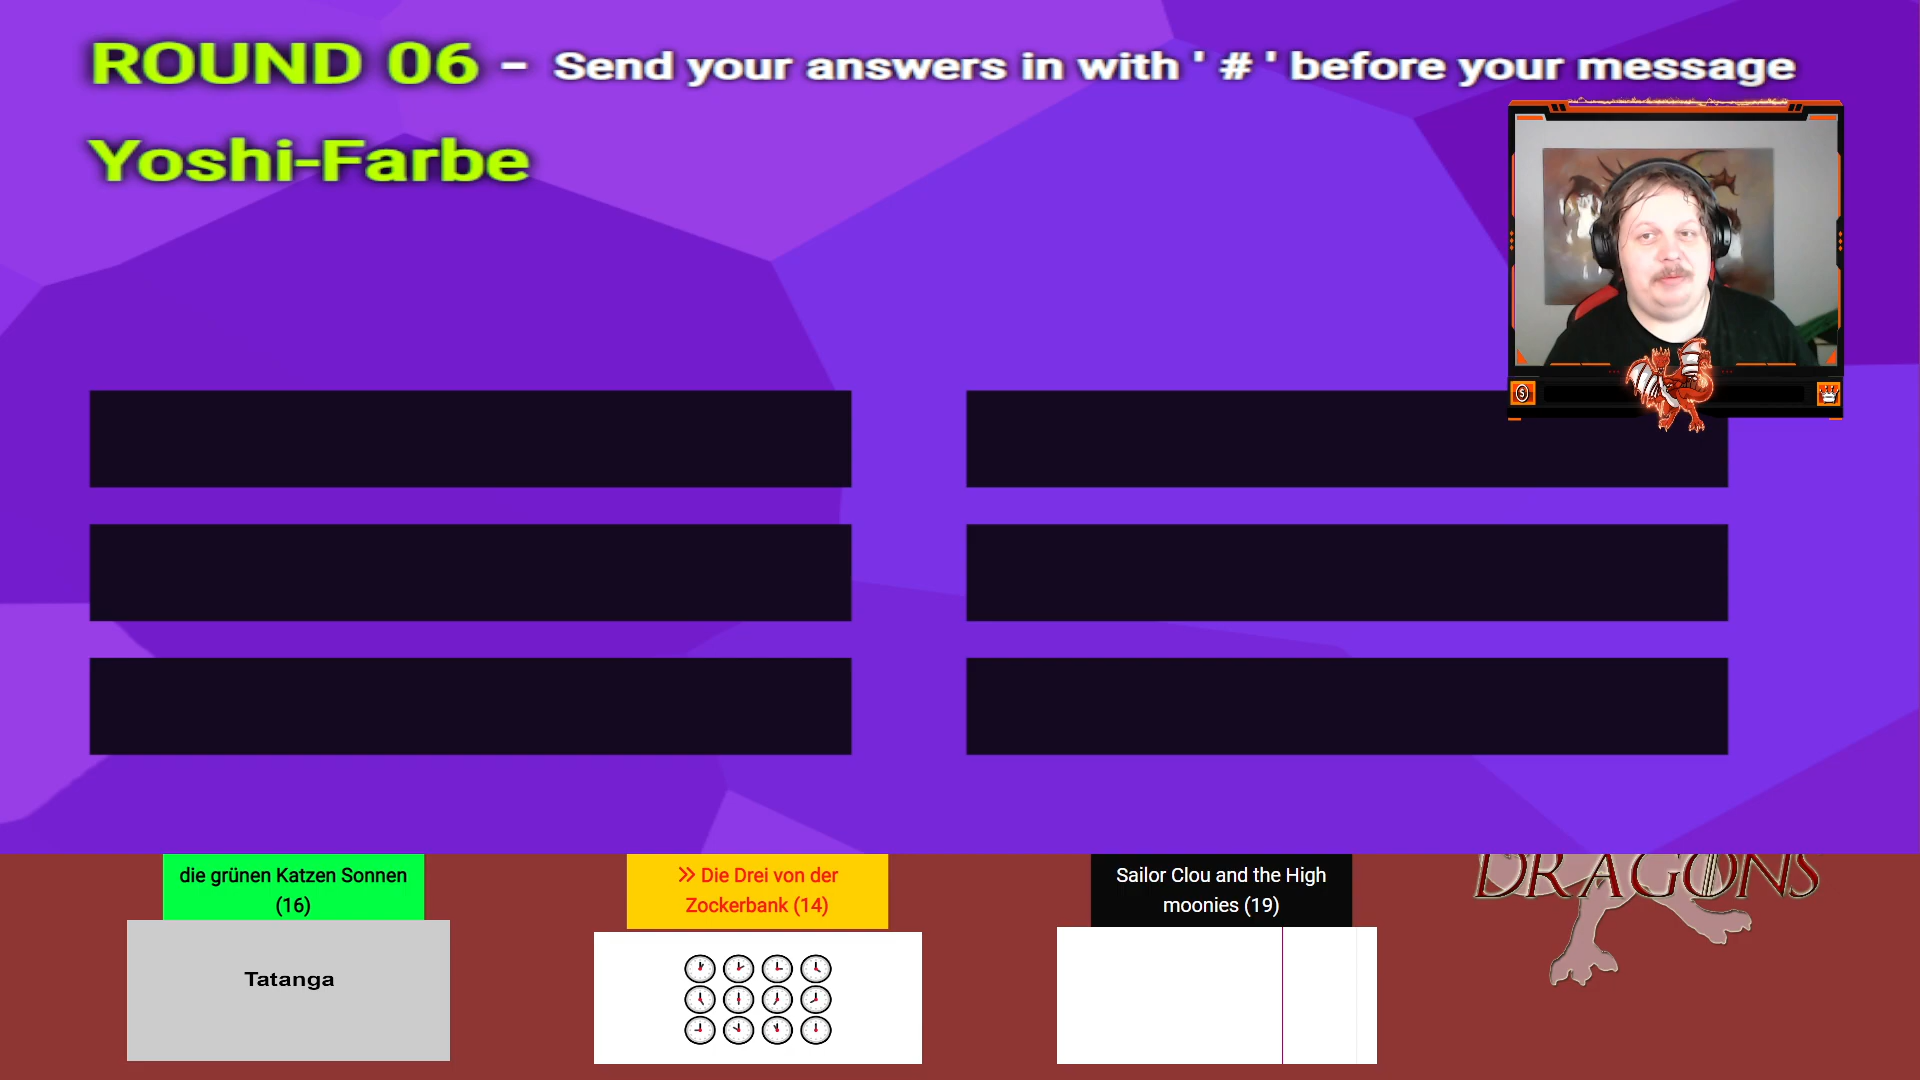 ROUND 06 - Send your answers in with ' # ' before your message
Yoshi-Farbe
die grünen Katzen Sonnen
(16)
Die Drei von der
Zockerbank (14)
Sailor Clou and the High
moonies (19)
DRAGONS
Tatanga